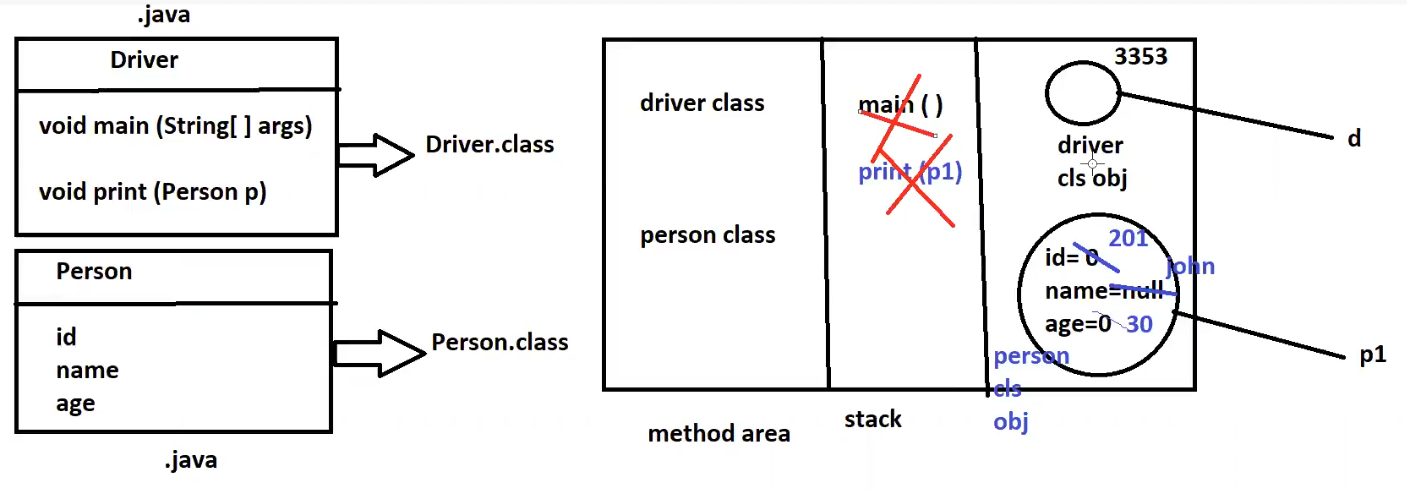 .java
Driver
void main (String[ ] args)
void print (Person p)
Driver.class
Person
id
name
age
Person.class
.java
driver class
person class
method area
main ( )
print (p1)
stack
3353
driver
cls obj
d
id= 0 201
name=null john
age=0 30
person
cls
obj
p1